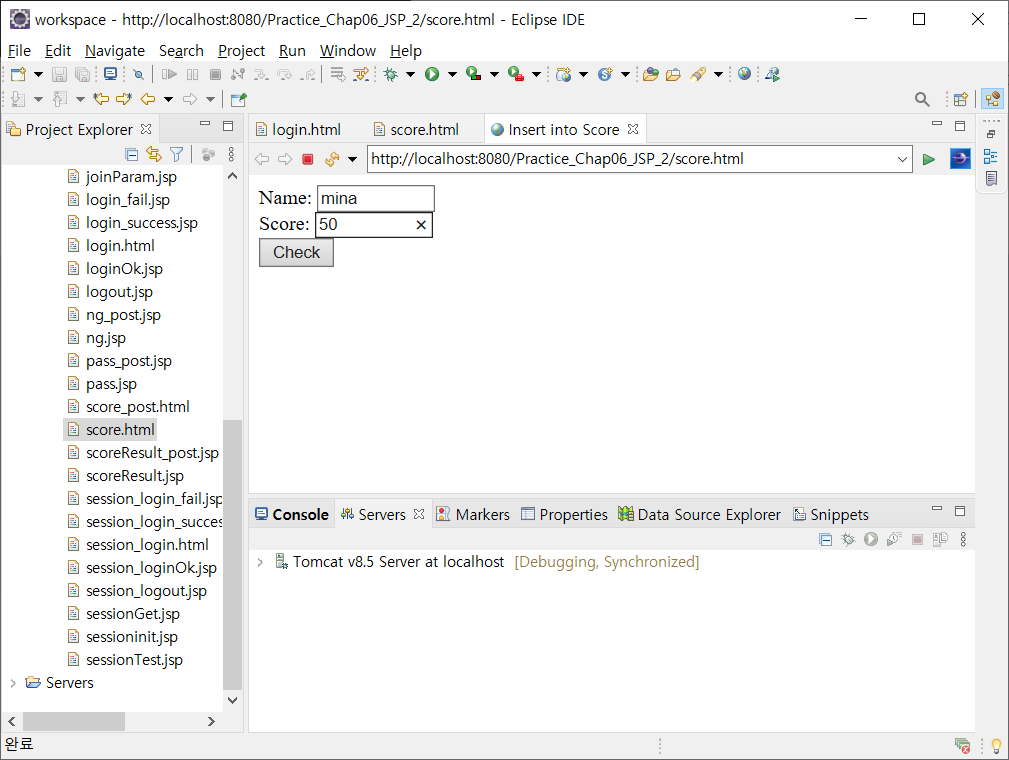 workspace - http://localhost:8080/Practice_Chap06_JSP_2/score.html - Eclipse IDE
File Edit Navigate Search Project Run Window Help
Project Explorer
joinParam.jsp
login_fail.jsp
login_success.jsp
login.html
loginOk.jsp
logout.jsp
ng_post.jsp
ng.jsp
pass_post.jsp
pass.jsp
score_post.html
score.html
scoreResult_post.jsp
scoreResult.jsp
session_login_fail.jsp
session_login_succes
session_login.html
session_loginOk.jsp
session_logout.jsp
sessionGet.jsp
sessioninit.jsp
sessionTest.jsp
Servers
login.html score.html Insert into Score
http://localhost:8080/Practice_Chap06_JSP_2/score.html
Name: mina
Score: 50
Check
Console Servers Markers Properties Data Source Explorer Snippets
Tomcat v8.5 Server at localhost [Debugging, Synchronized]
완료